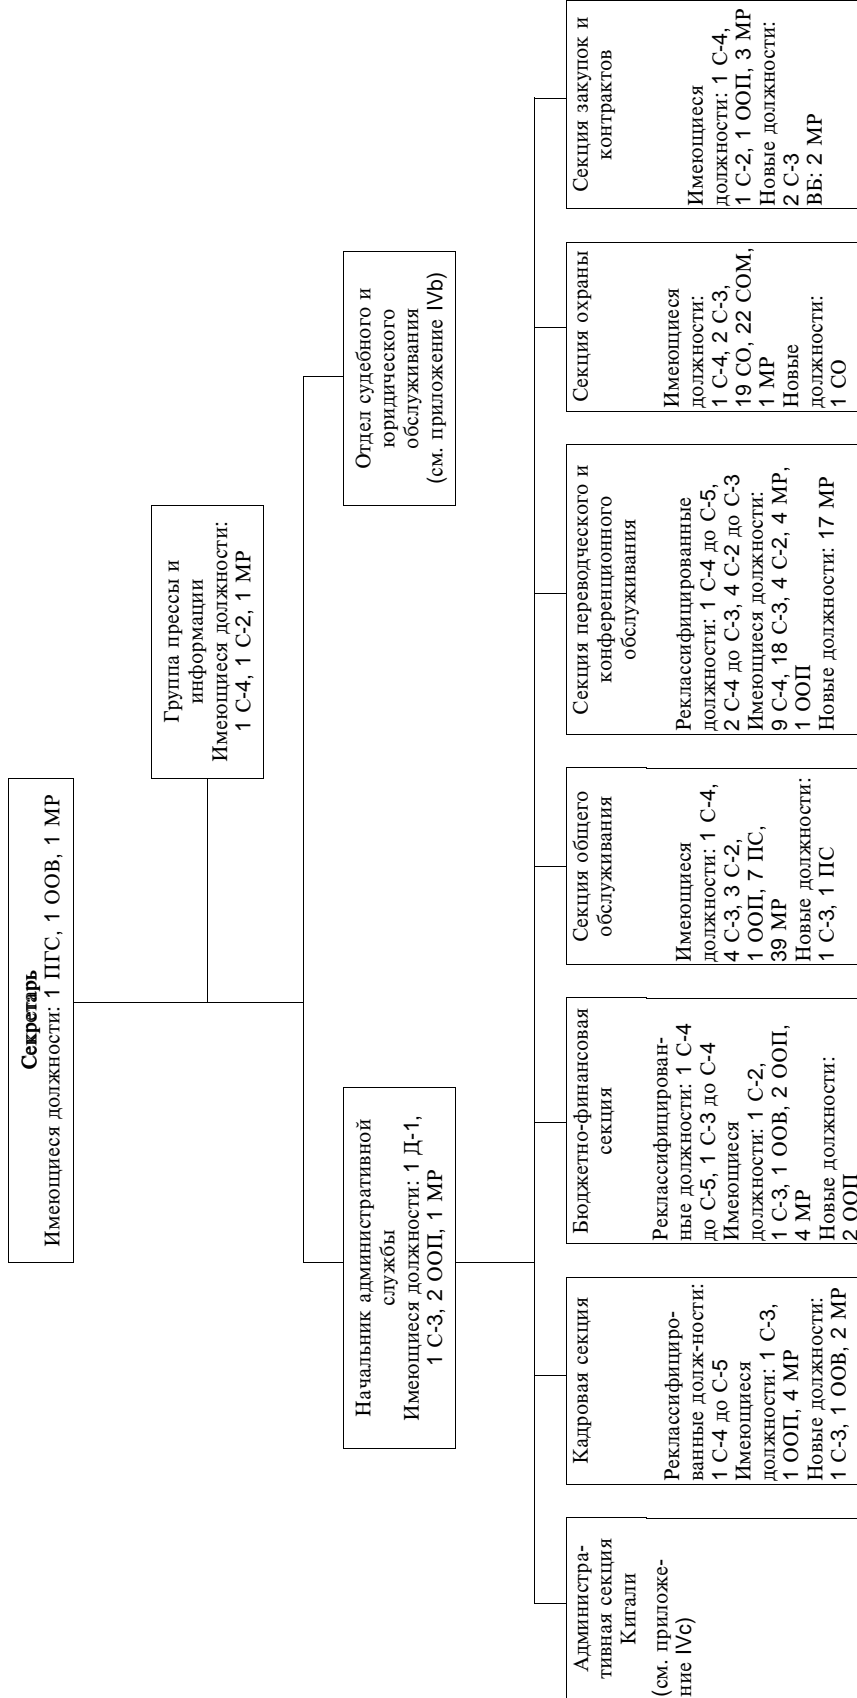 Секретарь
Имеющиеся должности: 1 ПГС, 1 ООВ, 1 МР
Группа прессы и
информации
Имеющиеся должности:
1 С-4, 1 С-2, 1 МР
Начальник административной
службы
Имеющиеся должности: 1 Д-1,
1 С-3, 2 ООП, 1 МР
Отдел судебного и
юридического
обслуживания
(см. приложение IVb)
Администра-
тивная секция
Кигали
(см. приложе-
ние IVc)
Кадровая секция
Реклассифициро-
ванные долж-ности:
1 С-4 до С-5
Имеющиеся
должности: 1 С-3,
1 ООП, 4 МР
Новые должности:
1 С-3, 1 ООВ, 2 МР
Бюджетно-финансовая
секция
Реклассифицирован-
ные должности: 1 С-4
до С-5, 1 С-3 до С-4
Имеющиеся
должности: 1 С-2,
1 С-3, 1 ООВ, 2 ООП,
4 МР
Новые должности:
2 ООП
Секция общего
обслуживания
Имеющиеся
должности: 1 С-4,
4 С-3, 3 С-2,
1 ООП, 7 ПС,
39 МР
Новые должности:
1 С-3, 1 ПС
Секция переводческого и
конференционного
обслуживания
Реклассифицированные
должности: 1 С-4 до С-5,
2 С-4 до С-3, 4 С-2 до С-3
Имеющиеся должности:
9 С-4, 18 С-3, 4 С-2, 4 МР,
1 ООП
Новые должности: 17 МР
Секция охраны
Имеющиеся
должности:
1 С-4, 2 С-3,
19 СО, 22 СОМ,
1 МР
Новые
должности:
1 СО
Секция закупок и
контрактов
Имеющиеся
должности: 1 С-4,
1 С-2, 1 ООП, 3 МР
Новые должности:
2 С-3
ВБ: 2 МР